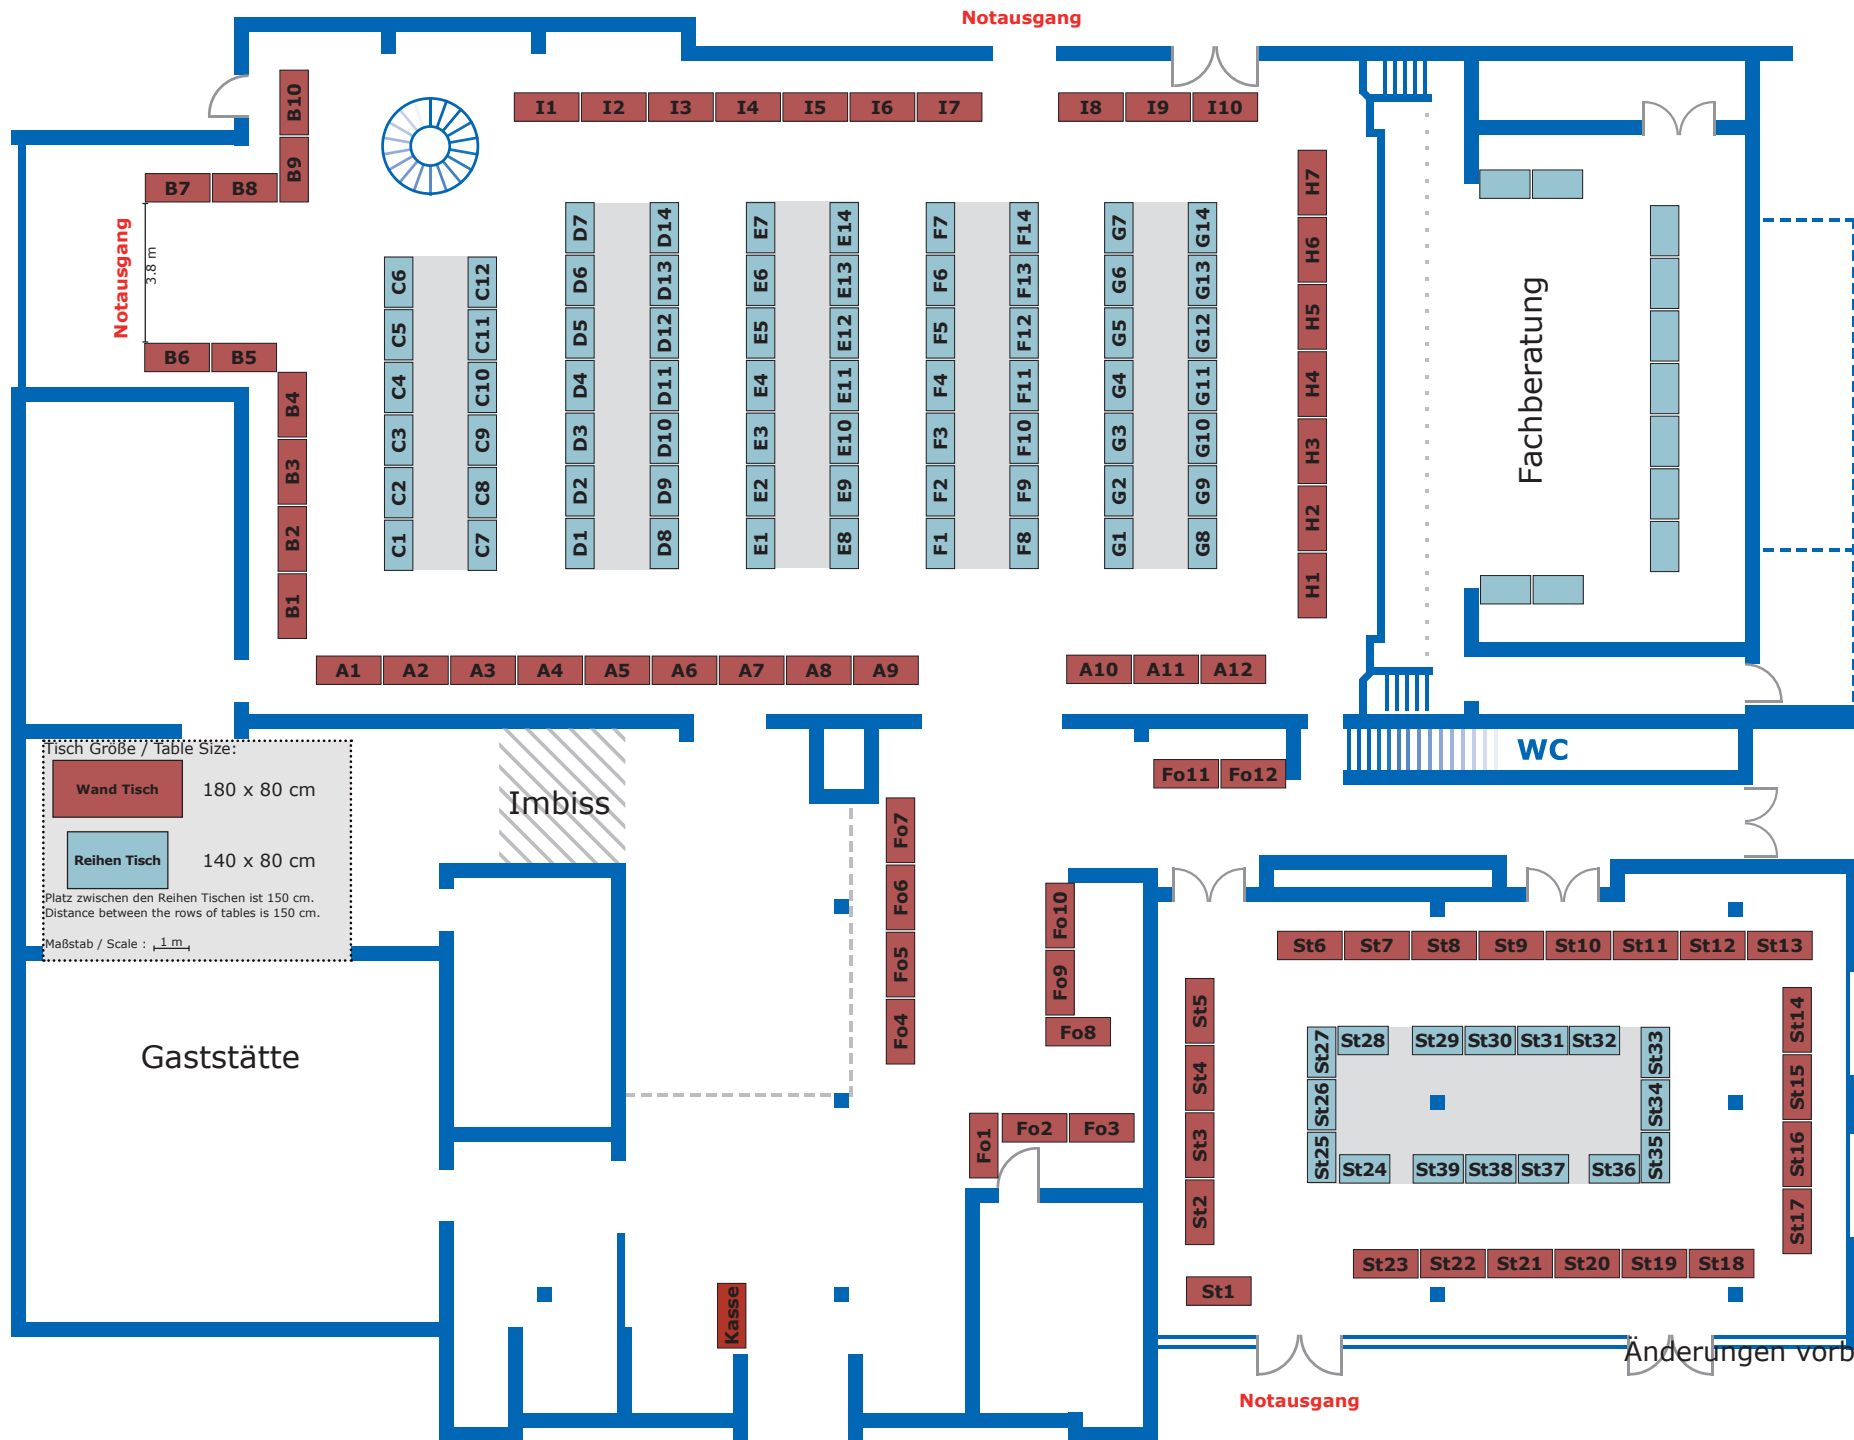 Notausgang
I1 I2 I3 I4 I5 I6 I7 I8 I9 I10
B10
B9
B7 B8
Notausgang
3.8 m
B6 B5
B4
B3
B2
B1
C6 C12
C5 C11
C4 C10
C3 C9
C2 C8
C1 C7
D7 D14
D6 D13
D5 D12
D4 D11
D3 D10
D2 D9
D1 D8
E7 E14
E6 E13
E5 E12
E4 E11
E3 E10
E2 E9
E1 E8
F7 F14
F6 F13
F5 F12
F4 F11
F3 F10
F2 F9
F1 F8
G7 G14
G6 G13
G5 G12
G4 G11
G3 G10
G2 G9
G1 G8
H7
H6
H5
H4
H3
H2
H1
Fachberatung
A1 A2 A3 A4 A5 A6 A7 A8 A9 A10 A11 A12
Tisch Größe / Table Size:
Wand Tisch 180 x 80 cm
Reihen Tisch 140 x 80 cm
Platz zwischen den Reihen Tischen ist 150 cm.
Distance between the rows of tables is 150 cm.
Maßstab / Scale : 1 m
Imbiss
WC
Fo11 Fo12
Fo7
Fo6
Fo5
Fo4
Fo10
Fo9
Fo8
Fo1 Fo2 Fo3
Gaststätte
Kasse
St6 St7 St8 St9 St10 St11 St12 St13
St5
St4
St3
St2
St1
St14
St15
St16
St17
St27 St28 St29 St30 St31 St32 St33
St26 St34
St25 St24 St39 St38 St37 St36 St35
St23 St22 St21 St20 St19 St18
Änderungen vorb
Notausgang